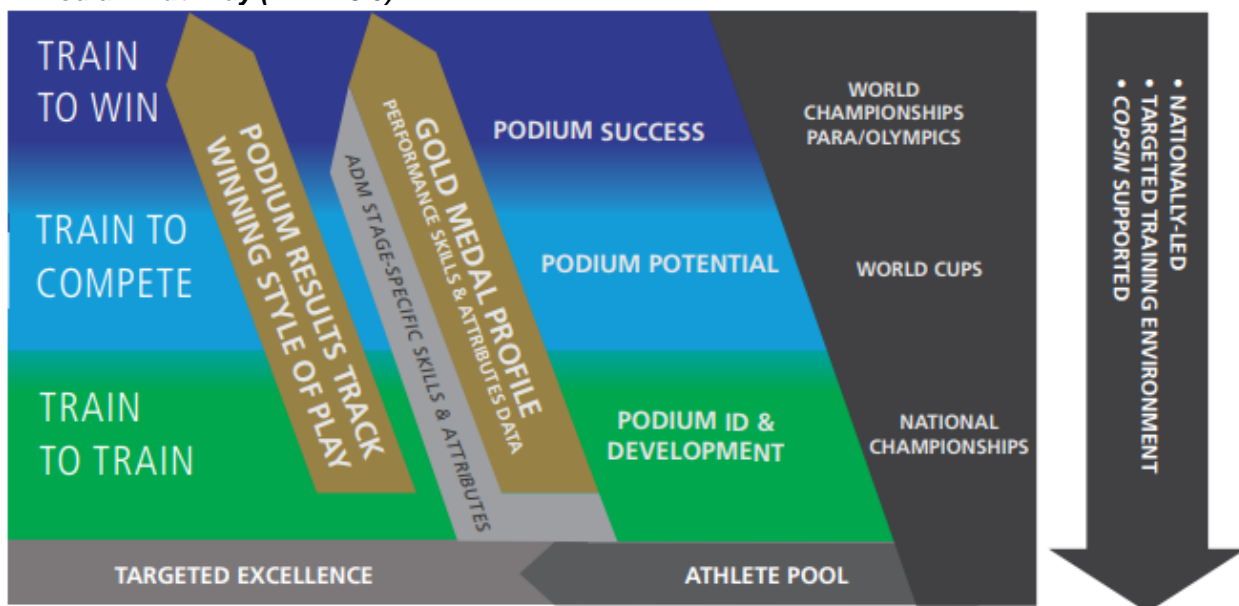 TRAIN
TO WIN
TRAIN TO
COMPETE
TRAIN
TO TRAIN
PODIUM RESULTS TRACK
WINNING STYLE OF PLAY
ADM STAGE-SPECIFIC SKILLS & ATTRIBUTES
GOLD MEDAL PROFILE
PERFORMANCE SKILLS & ATTRIBUTES DATA
PODIUM SUCCESS
PODIUM POTENTIAL
PODIUM ID &
DEVELOPMENT
WORLD
CHAMPIONSHIPS
PARA/OLYMPICS
WORLD CUPS
NATIONAL
CHAMPIONSHIPS
• NATIONALLY-LED
• TARGETED TRAINING ENVIRONMENT
• COPSIN SUPPORTED
TARGETED EXCELLENCE
ATHLETE POOL